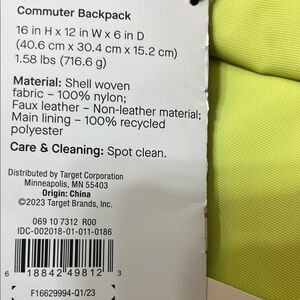 Commuter Backpack
16 in H x 12 in W x 6 in D
(40.6 cm x 30.4 cm x 15.2 cm)
1.58 lbs (716.6 g)
Material: Shell woven
fabric – 100% nylon;
Faux leather – Non-leather material;
Main lining – 100% recycled
polyester
Care & Cleaning: Spot clean.
Distributed by Target Corporation
Minneapolis, MN 55403
Origin: China
©2023 Target Brands, Inc.
069 10 7312 R00
IDC-002018-01-011-0186
6 18842 49812 3
F16629994-Q1/23